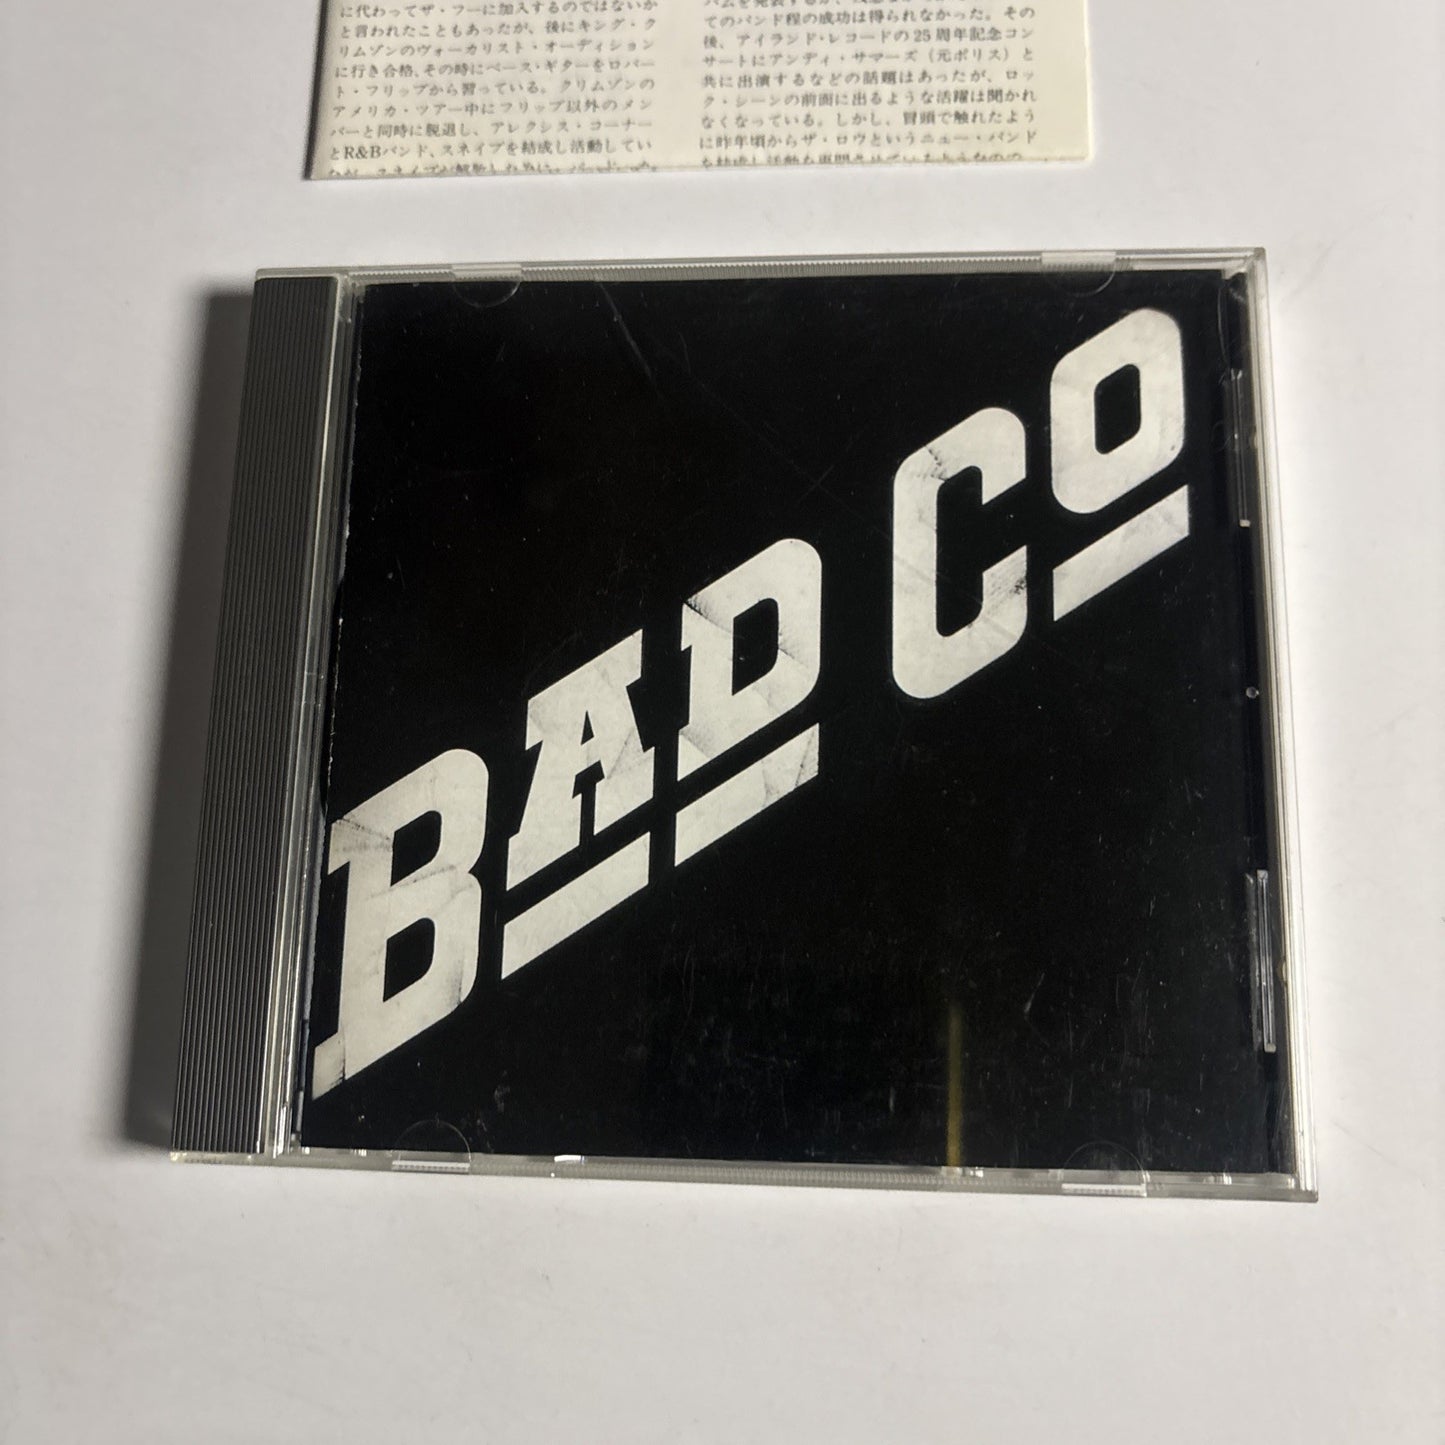 に代わってザ・フーに加入するのではないか
と言われたこともあったが、後にキング・ク
リムゾンのヴォーカリスト・オーディション
に行き合格、その時にベース・ギターをロバー
ト・フリップから習っている。クリムゾンの
アメリカ・ツアー中にフリップ以外のメン
バーと同時に脱退し、アレクシス・コーナー
とR&Bバンド、スネイプを結成し活動してい
てのバンド程の成功は得られなかった。その
後、アイランド・レコードの25周年記念コン
サートにアンディ・サマーズ（元ポリス）と
共に出演するなどの話題はあったが、ロッ
ク・シーンの前面に出るような活躍は聞かれ
なくなっている。しかし、冒頭で触れたよう
に昨年頃からザ・ロウというニュー・バンド
BAD CO